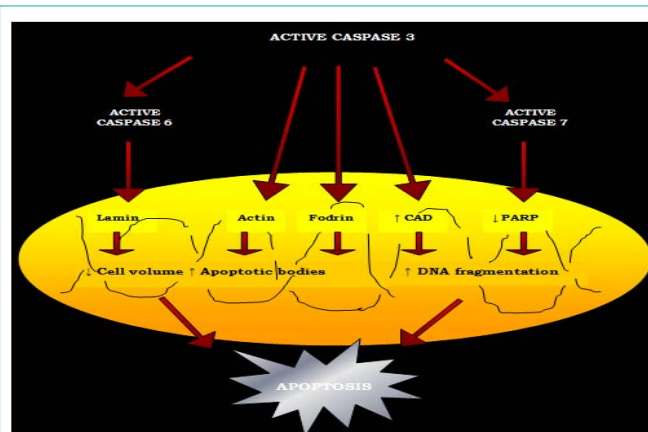 ACTIVE CASPASE 3
ACTIVE
CASPASE 6
ACTIVE
CASPASE 7
Lamin Actin Fodrin ↑ CAD ↓ PARP
↓ Cell volume ↑ Apoptotic bodies ↑ DNA fragmentation
APOPTOSIS